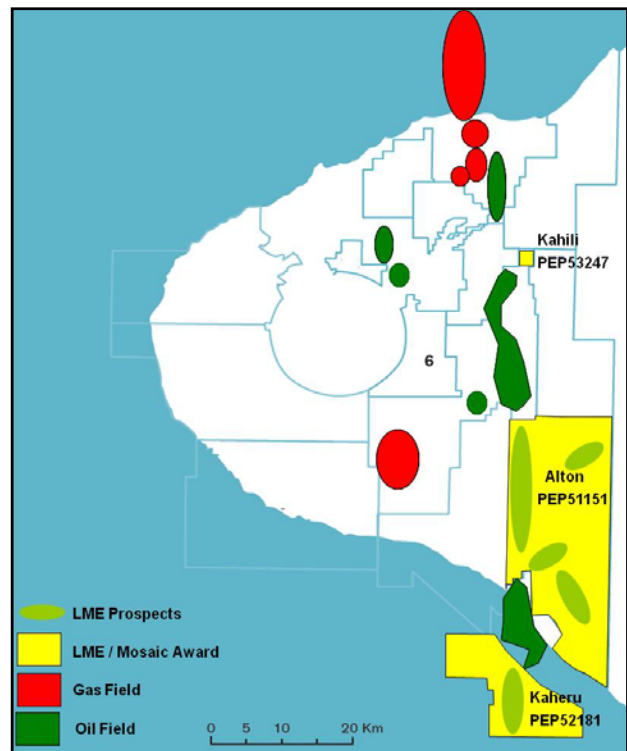 Kahili
PEP53247
6
Alton
PEP51151
LME Prospects
LME / Mosaic Award
Gas Field
Oil Field
0 5 10 20 Km
Kaheru
PEP52181